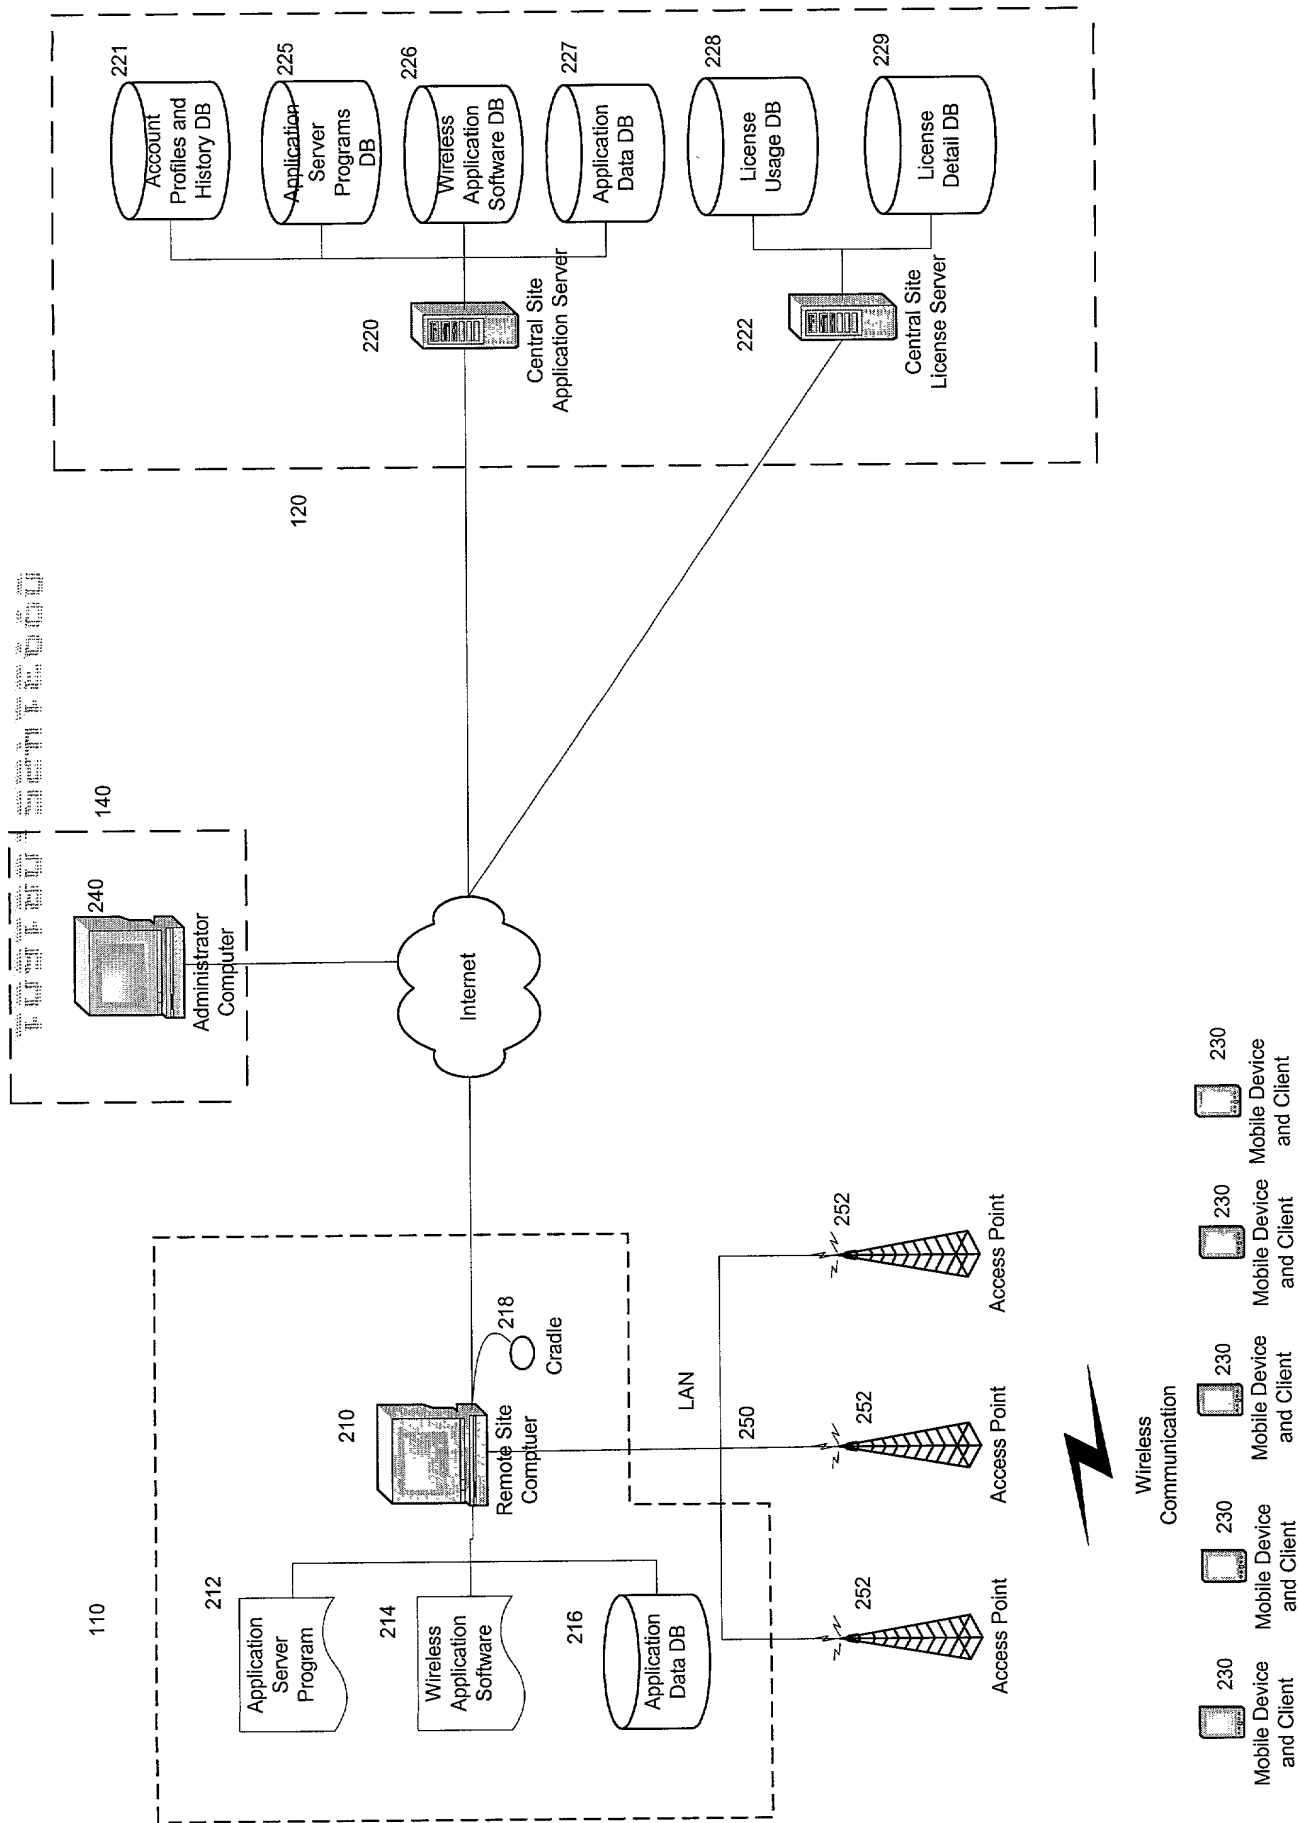 110
212
Application
Server
Program
214
Wireless
Application
Software
216
Application
Data DB
210
Remote Site
Comptuer
218
Cradle
LAN
250
252
Access Point
252
Access Point
252
Access Point
Wireless
Communication
230
Mobile Device
and Client
230
Mobile Device
and Client
230
Mobile Device
and Client
230
Mobile Device
and Client
230
Mobile Device
and Client
140
240
Administrator
Computer
Internet
120
220
Central Site
Application Server
222
Central Site
License Server
221
Account
Profiles and
History DB
225
Application
Server
Programs
DB
226
Wireless
Application
Software DB
227
Application
Data DB
228
License
Usage DB
229
License
Detail DB